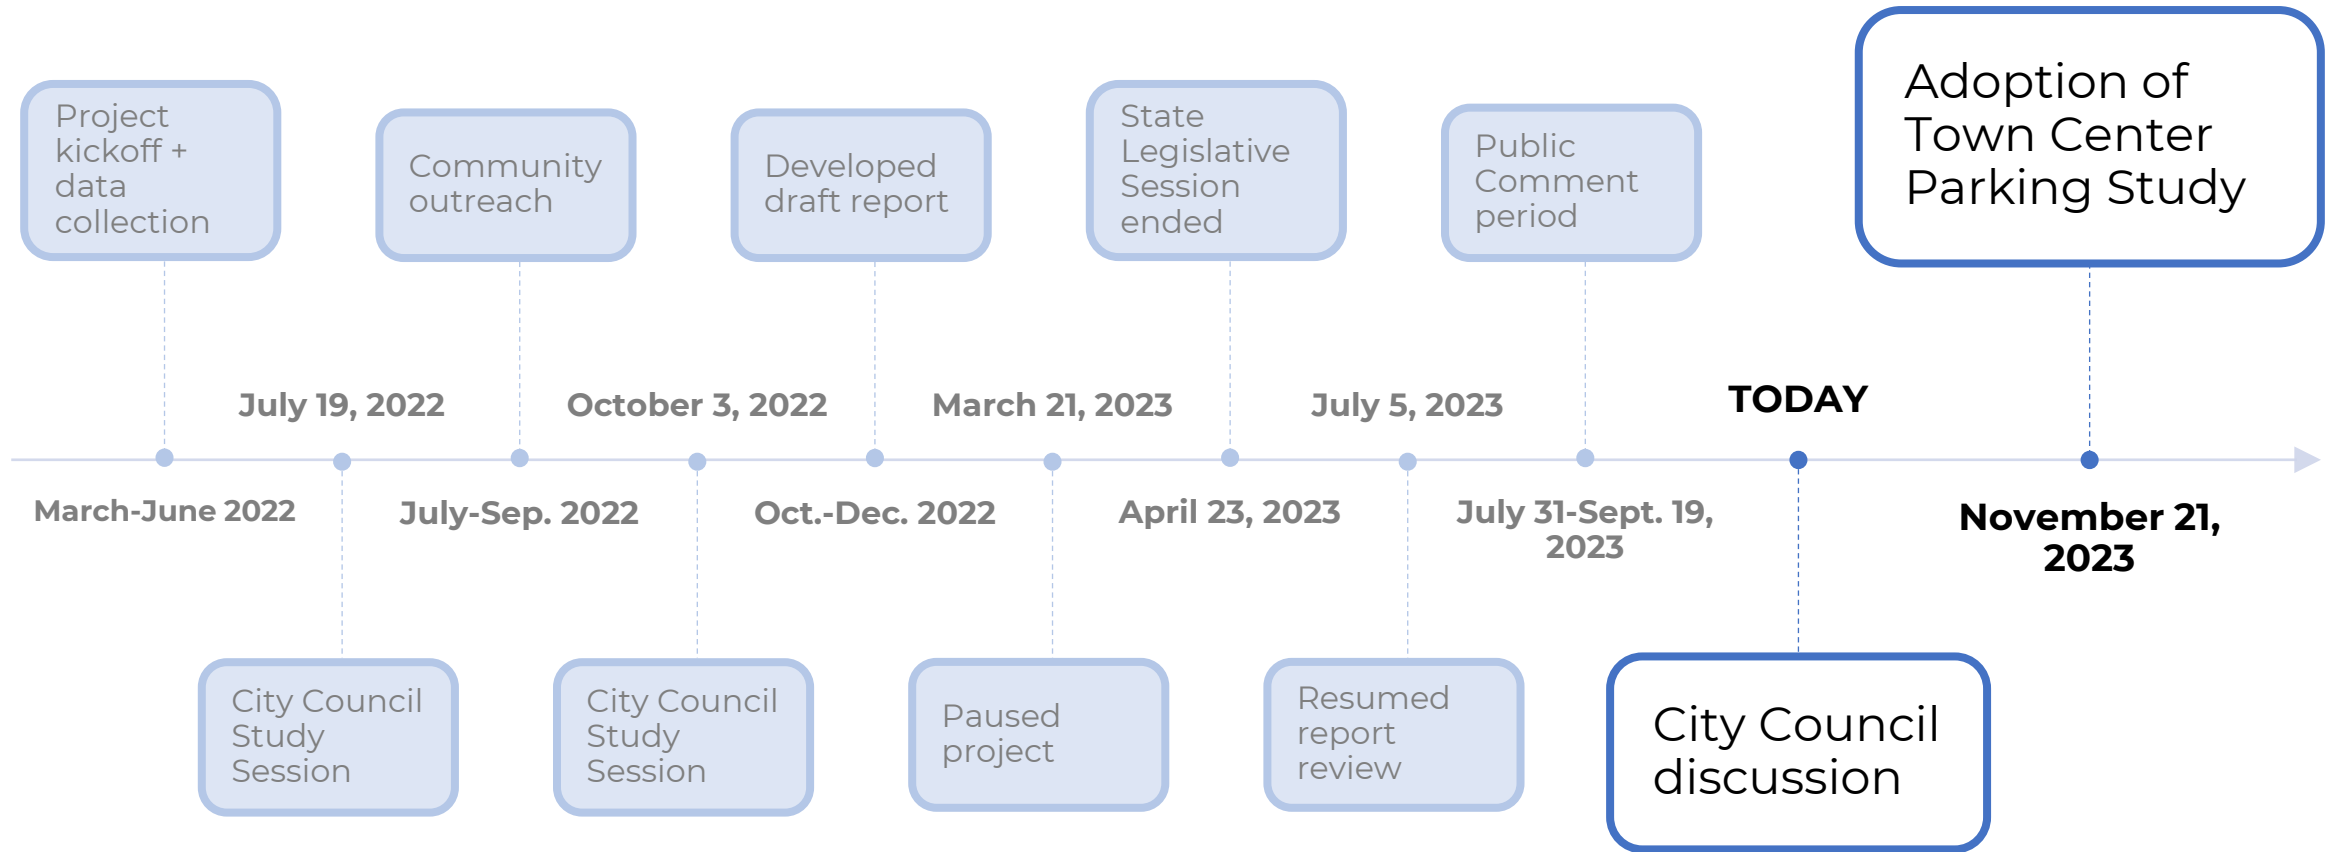 Project
kickoff +
data
collection
Community
outreach
Developed
draft report
State
Legislative
Session
ended
Public
Comment
period
Adoption of
Town Center
Parking Study
July 19, 2022
October 3, 2022
March 21, 2023
July 5, 2023
TODAY
March-June 2022
July-Sep. 2022
Oct.-Dec. 2022
April 23, 2023
July 31-Sept. 19,
2023
November 21,
2023
City Council
Study
Session
City Council
Study
Session
Paused
project
Resumed
report
review
City Council
discussion